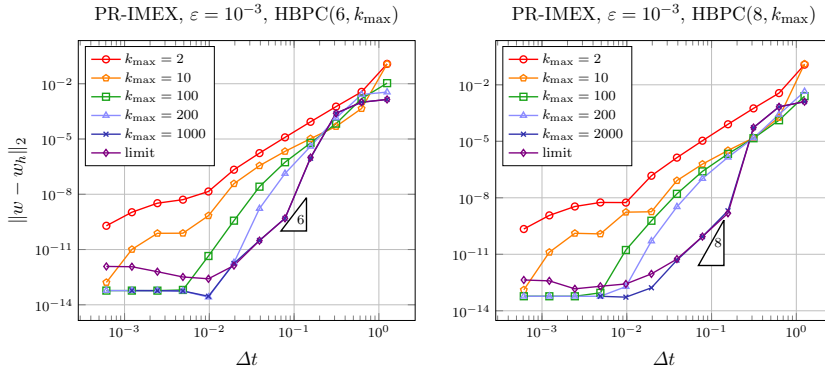 PR-IMEX, ε = 10⁻³, HBPC(6, k_max)
k_max = 2
k_max = 10
k_max = 100
k_max = 200
k_max = 1000
limit
6
10⁻²
10⁻⁵
10⁻⁸
10⁻¹¹
10⁻¹⁴
‖w − w_h‖₂
10⁻³ 10⁻² 10⁻¹ 10⁰
Δt
PR-IMEX, ε = 10⁻³, HBPC(8, k_max)
k_max = 2
k_max = 10
k_max = 100
k_max = 200
k_max = 2000
limit
8
10⁻²
10⁻⁵
10⁻⁸
10⁻¹¹
10⁻¹⁴
10⁻³ 10⁻² 10⁻¹ 10⁰
Δt